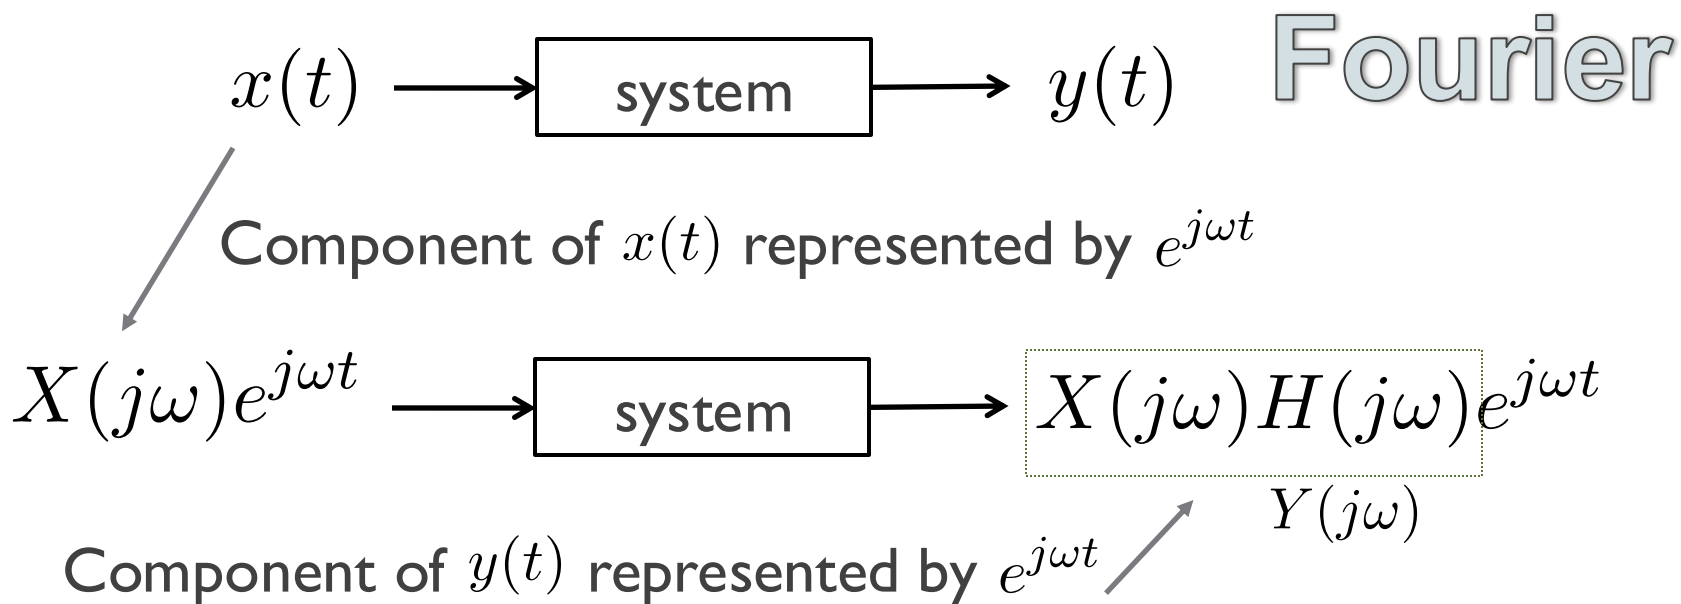 x(t) system y(t) Fourier
Component of x(t) represented by e^{jωt}
X(jω)e^{jωt} system X(jω)H(jω)e^{jωt}
Y(jω)
Component of y(t) represented by e^{jωt}